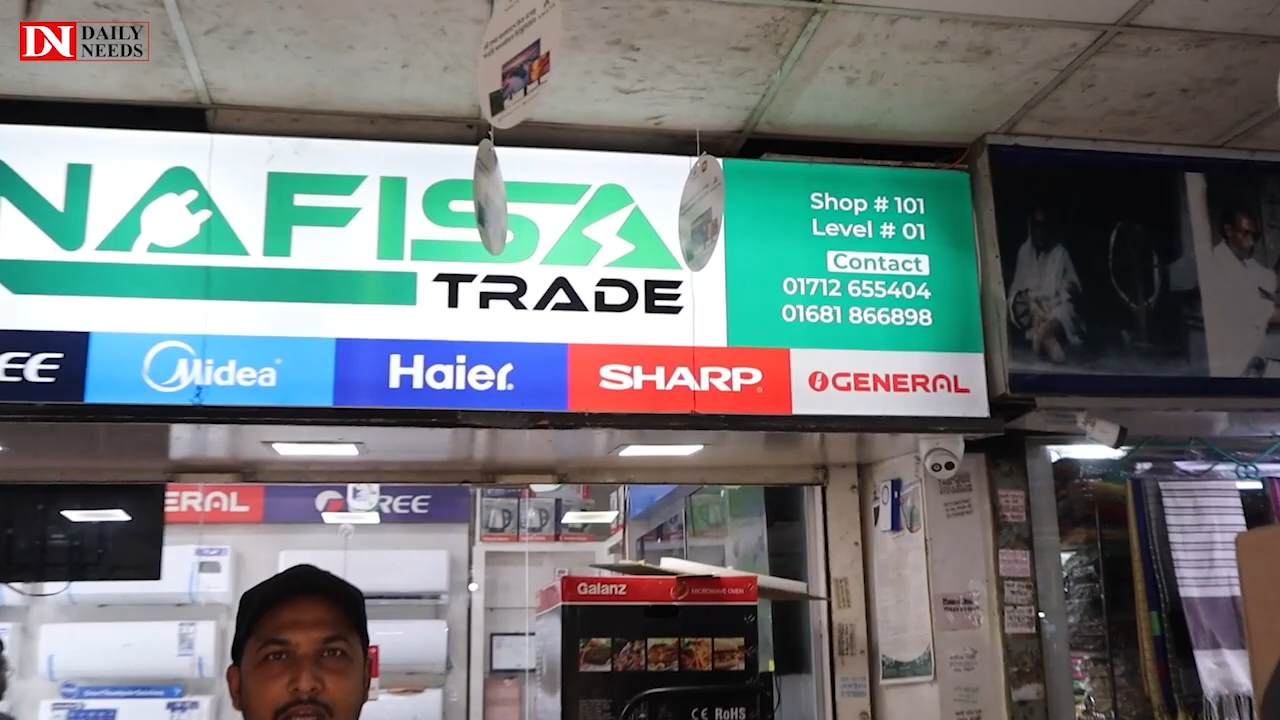 DN DAILY
NEEDS
NAFISA
TRADE
Shop # 101
Level # 01
Contact
01712 655404
01681 866898
EE
Midea
Haier
SHARP
GENERAL
ERAL
REE
Galanz
MICROWAVE OVEN
CE RoHS